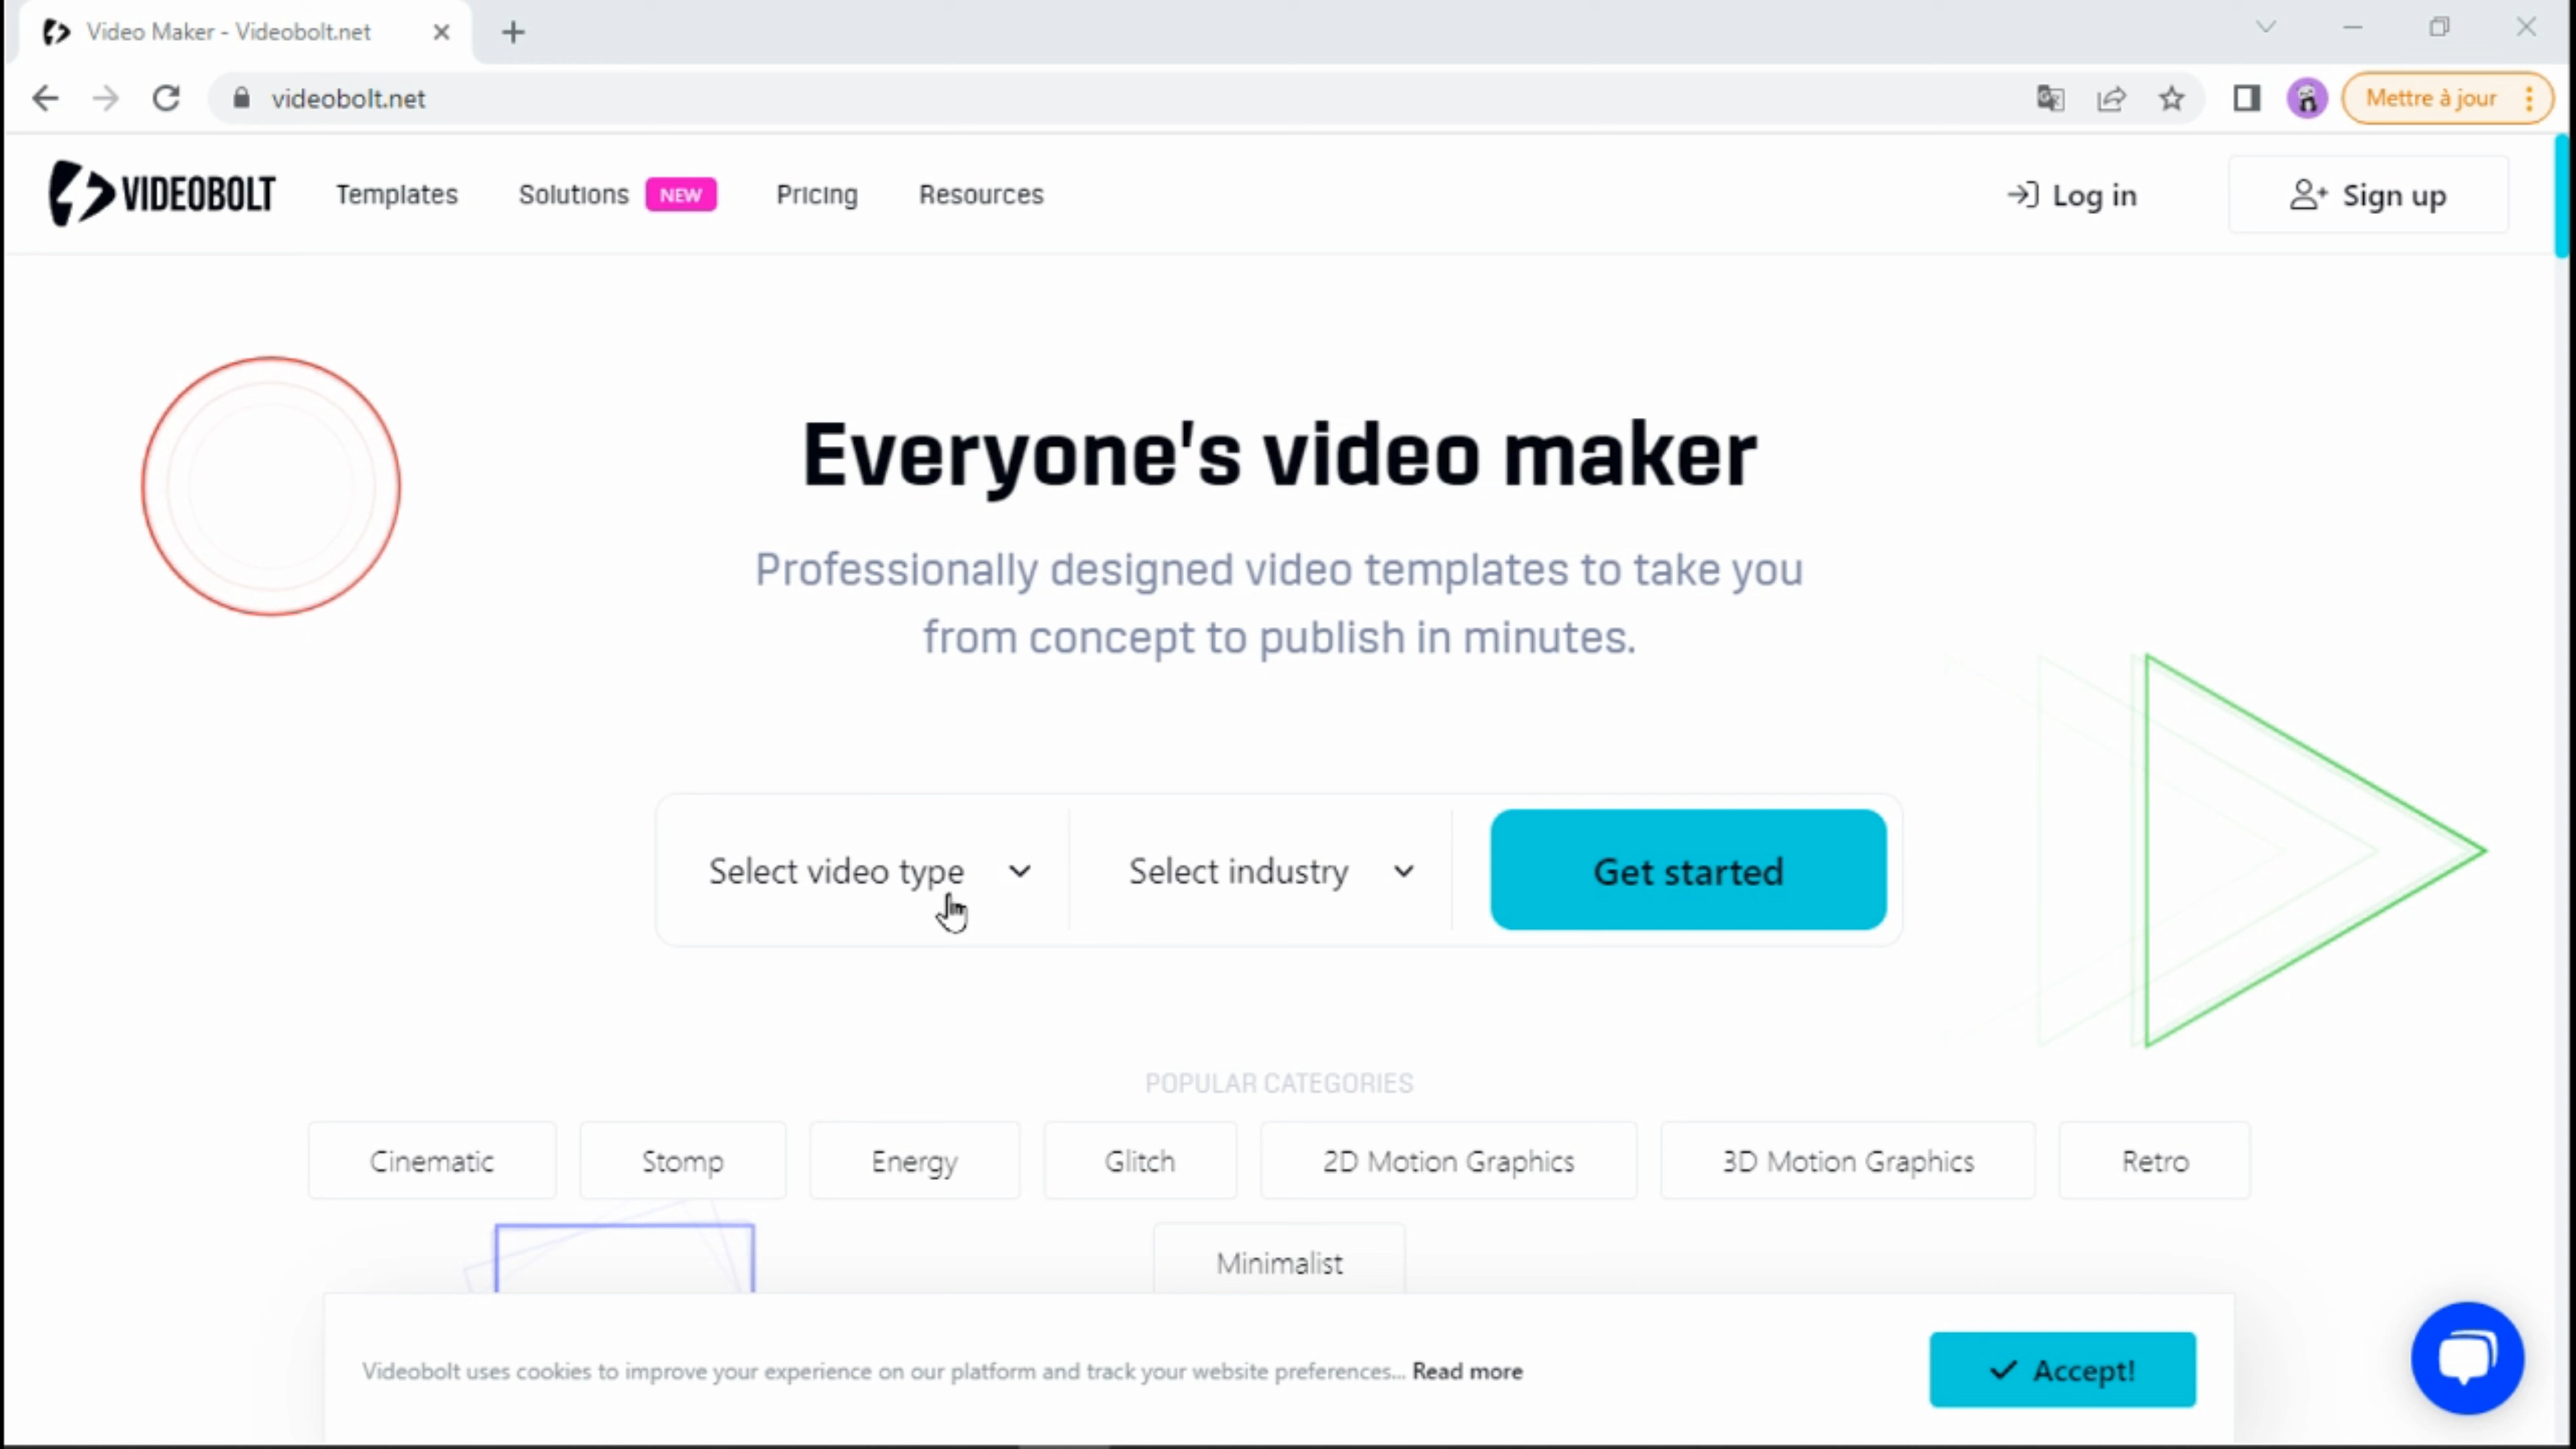 Video Maker - Videobolt.net
videobolt.net
Mettre à jour
VIDEOBOLT
Templates
Solutions NEW
Pricing
Resources
Log in
Sign up
Everyone's video maker
Professionally designed video templates to take you
from concept to publish in minutes.
Select video type
Select industry
Get started
POPULAR CATEGORIES
Cinematic
Stomp
Energy
Glitch
2D Motion Graphics
3D Motion Graphics
Retro
Minimalist
Videobolt uses cookies to improve your experience on our platform and track your website preferences... Read more
Accept!